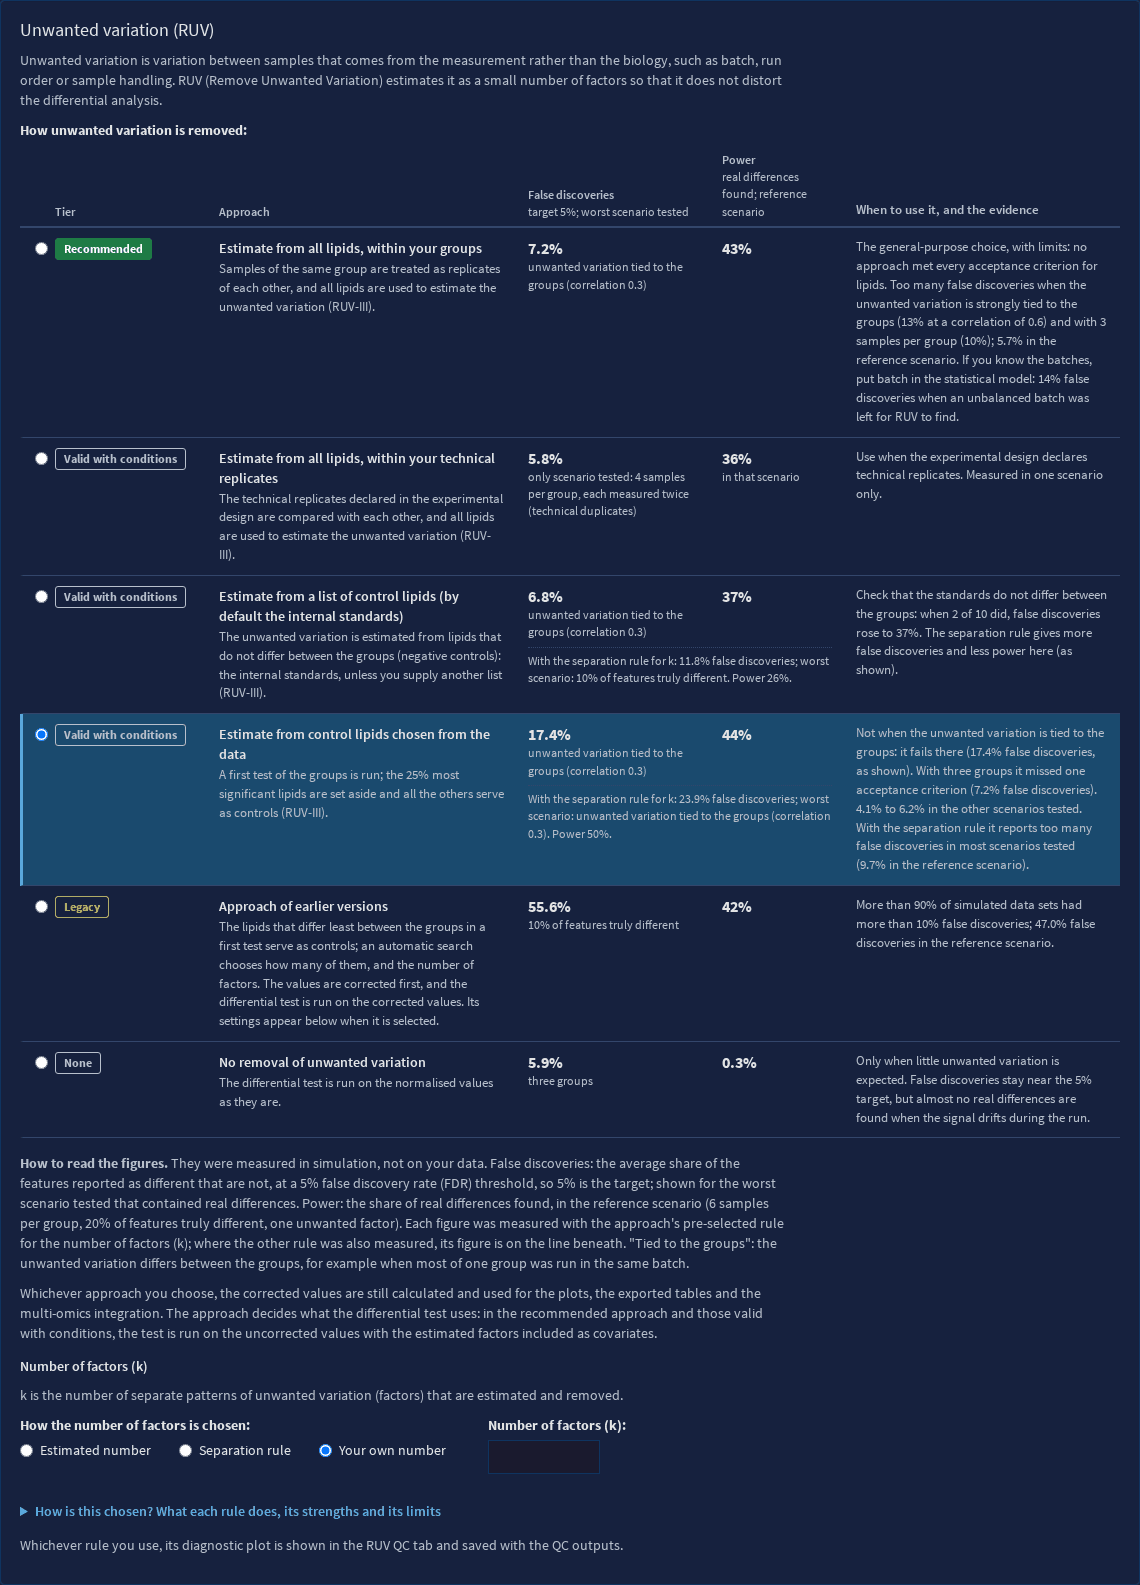 Unwanted variation (RUV)
Unwanted variation is variation between samples that comes from the measurement rather than the biology, such as batch, run
order or sample handling. RUV (Remove Unwanted Variation) estimates it as a small number of factors so that it does not distort
the differential analysis.
How unwanted variation is removed:
Tier
Approach
False discoveries
target 5%; worst scenario tested
Power
real differences
found; reference
scenario
When to use it, and the evidence
Recommended
Estimate from all lipids, within your groups
Samples of the same group are treated as replicates
of each other, and all lipids are used to estimate the
unwanted variation (RUV-III).
7.2%
unwanted variation tied to the
groups (correlation 0.3)
43%
The general-purpose choice, with limits: no
approach met every acceptance criterion for
lipids. Too many false discoveries when the
unwanted variation is strongly tied to the
groups (13% at a correlation of 0.6) and with 3
samples per group (10%); 5.7% in the
reference scenario. If you know the batches,
put batch in the statistical model: 14% false
discoveries when an unbalanced batch was
left for RUV to find.
Valid with conditions
Estimate from all lipids, within your technical
replicates
The technical replicates declared in the experimental
design are compared with each other, and all lipids
are used to estimate the unwanted variation (RUV-
III).
5.8%
only scenario tested: 4 samples
per group, each measured twice
(technical duplicates)
36%
in that scenario
Use when the experimental design declares
technical replicates. Measured in one scenario
only.
Valid with conditions
Estimate from a list of control lipids (by
default the internal standards)
The unwanted variation is estimated from lipids that
do not differ between the groups (negative controls):
the internal standards, unless you supply another list
(RUV-III).
6.8%
unwanted variation tied to the
groups (correlation 0.3)
37%
With the separation rule for k: 11.8% false discoveries; worst
scenario: 10% of features truly different. Power 26%.
Check that the standards do not differ between
the groups: when 2 of 10 did, false discoveries
rose to 37%. The separation rule gives more
false discoveries and less power here (as
shown).
Valid with conditions
Estimate from control lipids chosen from the
data
A first test of the groups is run; the 25% most
significant lipids are set aside and all the others serve
as controls (RUV-III).
17.4%
unwanted variation tied to the
groups (correlation 0.3)
44%
With the separation rule for k: 23.9% false discoveries; worst
scenario: unwanted variation tied to the groups (correlation
0.3). Power 50%.
Not when the unwanted variation is tied to the
groups: it fails there (17.4% false discoveries,
as shown). With three groups it missed one
acceptance criterion (7.2% false discoveries).
4.1% to 6.2% in the other scenarios tested.
With the separation rule it reports too many
false discoveries in most scenarios tested
(9.7% in the reference scenario).
Legacy
Approach of earlier versions
The lipids that differ least between the groups in a
first test serve as controls; an automatic search
chooses how many of them, and the number of
factors. The values are corrected first, and the
differential test is run on the corrected values. Its
settings appear below when it is selected.
55.6%
10% of features truly different
42%
More than 90% of simulated data sets had
more than 10% false discoveries; 47.0% false
discoveries in the reference scenario.
None
No removal of unwanted variation
The differential test is run on the normalised values
as they are.
5.9%
three groups
0.3%
Only when little unwanted variation is
expected. False discoveries stay near the 5%
target, but almost no real differences are
found when the signal drifts during the run.
How to read the figures. They were measured in simulation, not on your data. False discoveries: the average share of the
features reported as different that are not, at a 5% false discovery rate (FDR) threshold, so 5% is the target; shown for the worst
scenario tested that contained real differences. Power: the share of real differences found, in the reference scenario (6 samples
per group, 20% of features truly different, one unwanted factor). Each figure was measured with the approach's pre-selected rule
for the number of factors (k); where the other rule was also measured, its figure is on the line beneath. "Tied to the groups": the
unwanted variation differs between the groups, for example when most of one group was run in the same batch.
Whichever approach you choose, the corrected values are still calculated and used for the plots, the exported tables and the
multi-omics integration. The approach decides what the differential test uses: in the recommended approach and those valid
with conditions, the test is run on the uncorrected values with the estimated factors included as covariates.
Number of factors (k)
k is the number of separate patterns of unwanted variation (factors) that are estimated and removed.
How the number of factors is chosen:
Number of factors (k):
Estimated number
Separation rule
Your own number
How is this chosen? What each rule does, its strengths and its limits
Whichever rule you use, its diagnostic plot is shown in the RUV QC tab and saved with the QC outputs.